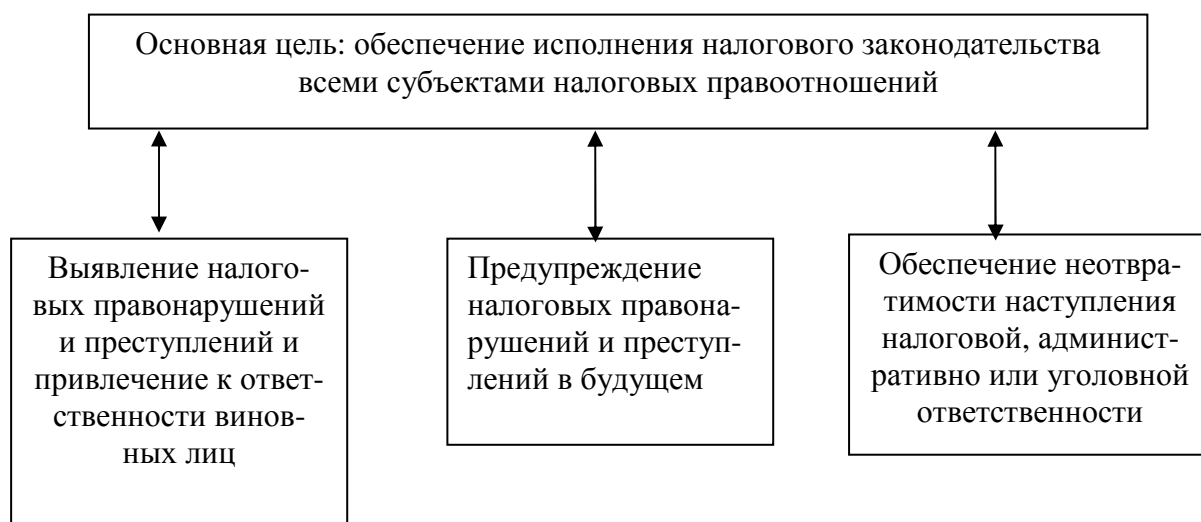 Основная цель: обеспечение исполнения налогового законодательства
всеми субъектами налоговых правоотношений
Выявление налого-
вых правонарушений
и преступлений и
привлечение к ответ-
ственности винов-
ных лиц
Предупреждение
налоговых правона-
рушений и преступ-
лений в будущем
Обеспечение неотвра-
тимости наступления
налоговой, админист-
ративно или уголовной
ответственности